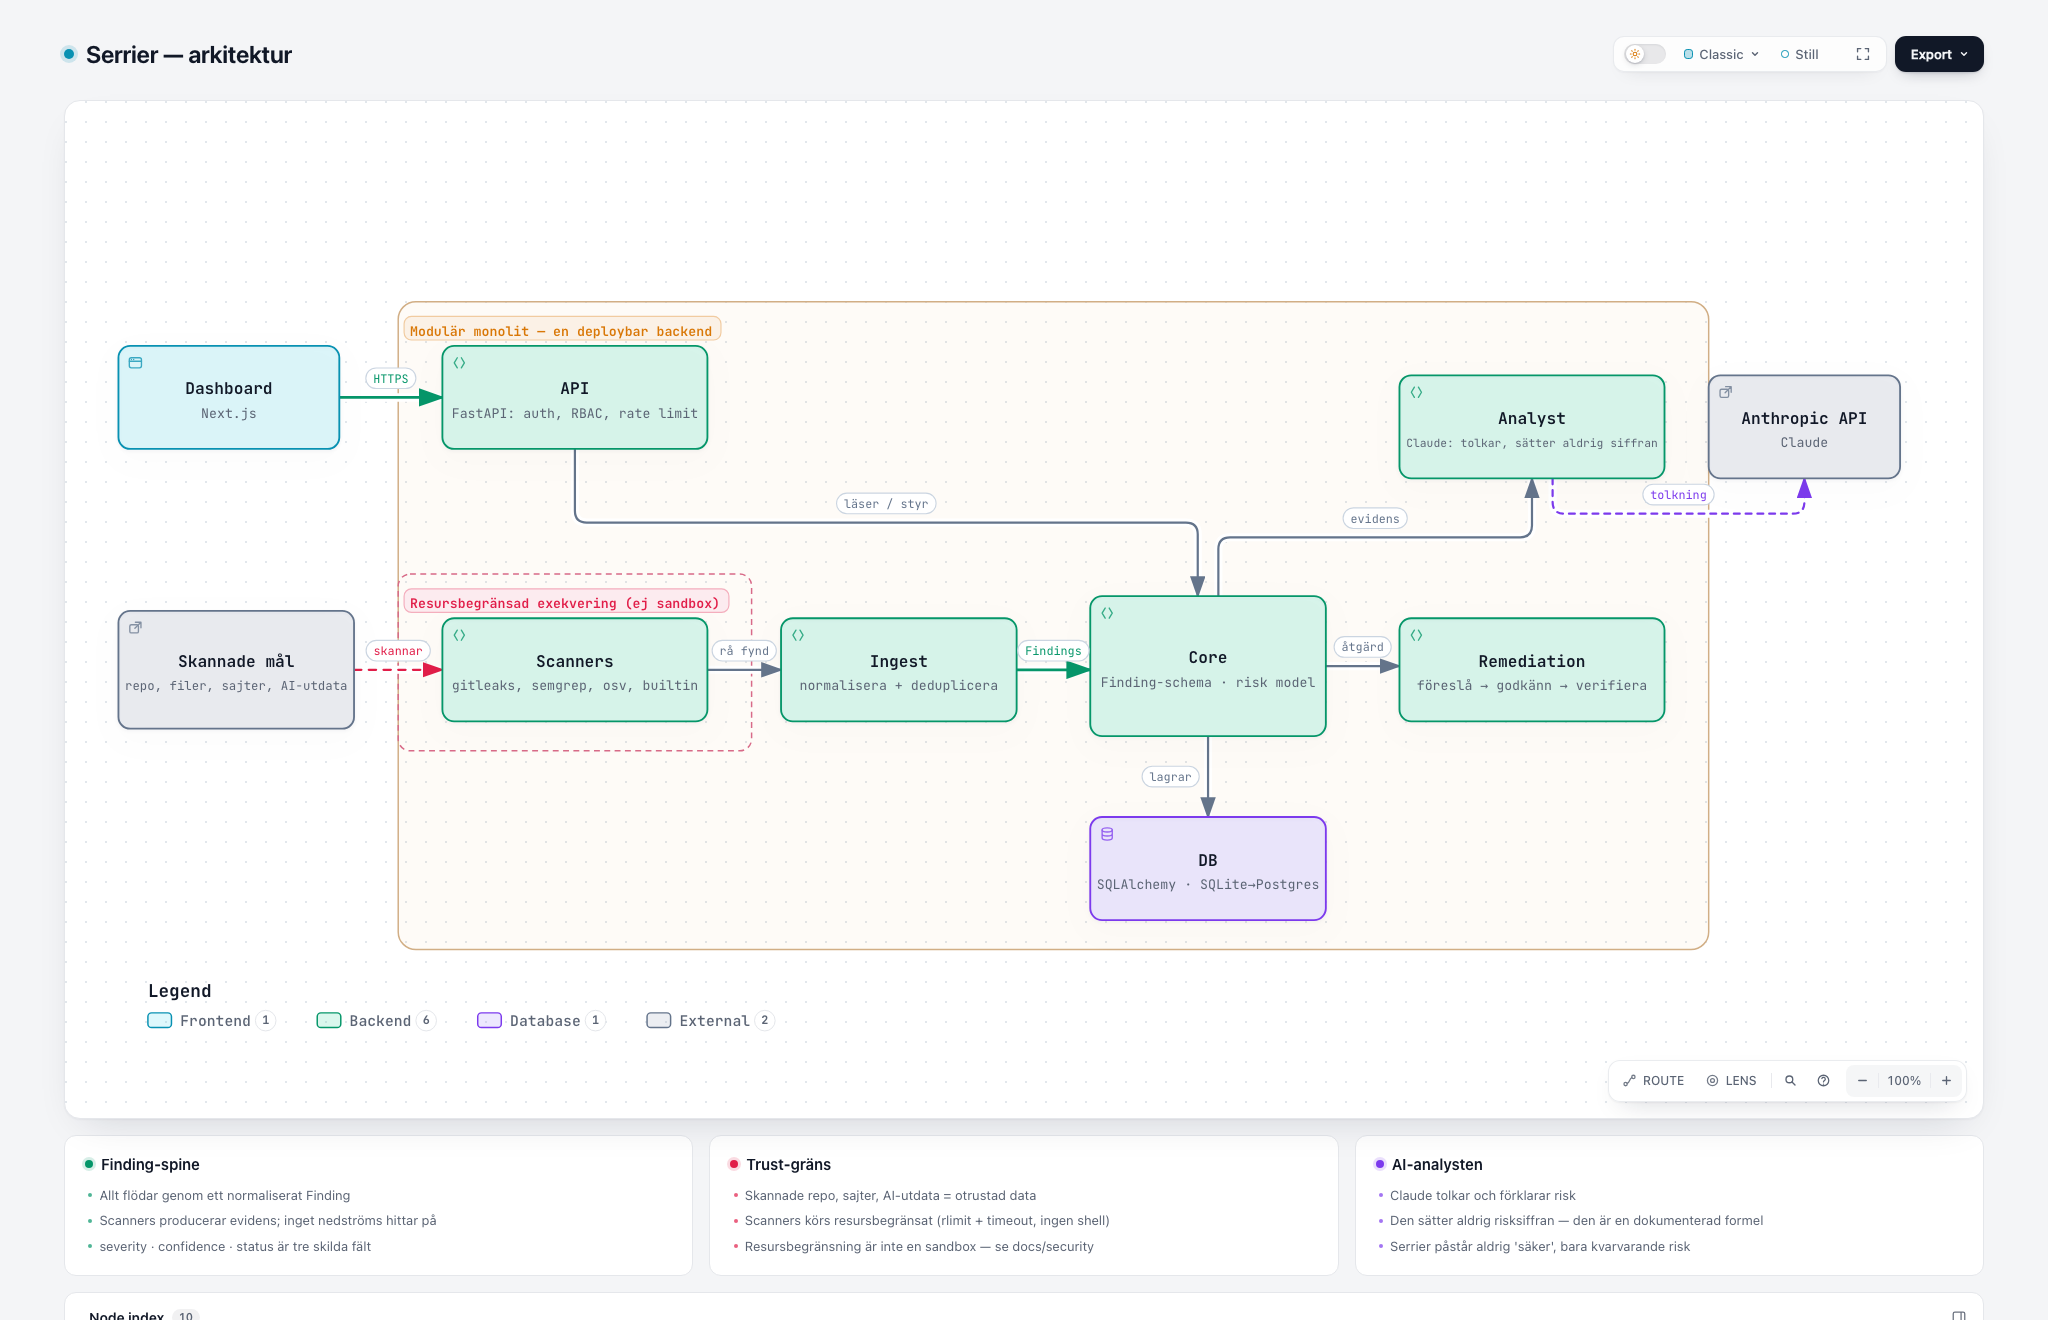 Serrier — arkitektur
Classic
Still
Export
Modulär monolit — en deploybar backend
Dashboard
Next.js
HTTPS
API
FastAPI: auth, RBAC, rate limit
Analyst
Claude: tolkar, sätter aldrig siffran
Anthropic API
Claude
tolkning
läser / styr
evidens
Resursbegränsad exekvering (ej sandbox)
Skannade mål
repo, filer, sajter, AI-utdata
skannar
Scanners
gitleaks, semgrep, osv, builtin
rå fynd
Ingest
normalisera + deduplicera
Findings
Core
Finding-schema · risk model
åtgärd
Remediation
föreslå → godkänn → verifiera
lagrar
DB
SQLAlchemy · SQLite→Postgres
Legend
Frontend 1
Backend 6
Database 1
External 2
ROUTE
LENS
100%
Finding-spine
Allt flödar genom ett normaliserat Finding
Scanners producerar evidens; inget nedströms hittar på
severity · confidence · status är tre skilda fält
Trust-gräns
Skannade repo, sajter, AI-utdata = otrustad data
Scanners körs resursbegränsat (rlimit + timeout, ingen shell)
Resursbegränsning är inte en sandbox — se docs/security
AI-analysten
Claude tolkar och förklarar risk
Den sätter aldrig risksiffran — den är en dokumenterad formel
Serrier påstår aldrig 'säker', bara kvarvarande risk
Node index 10